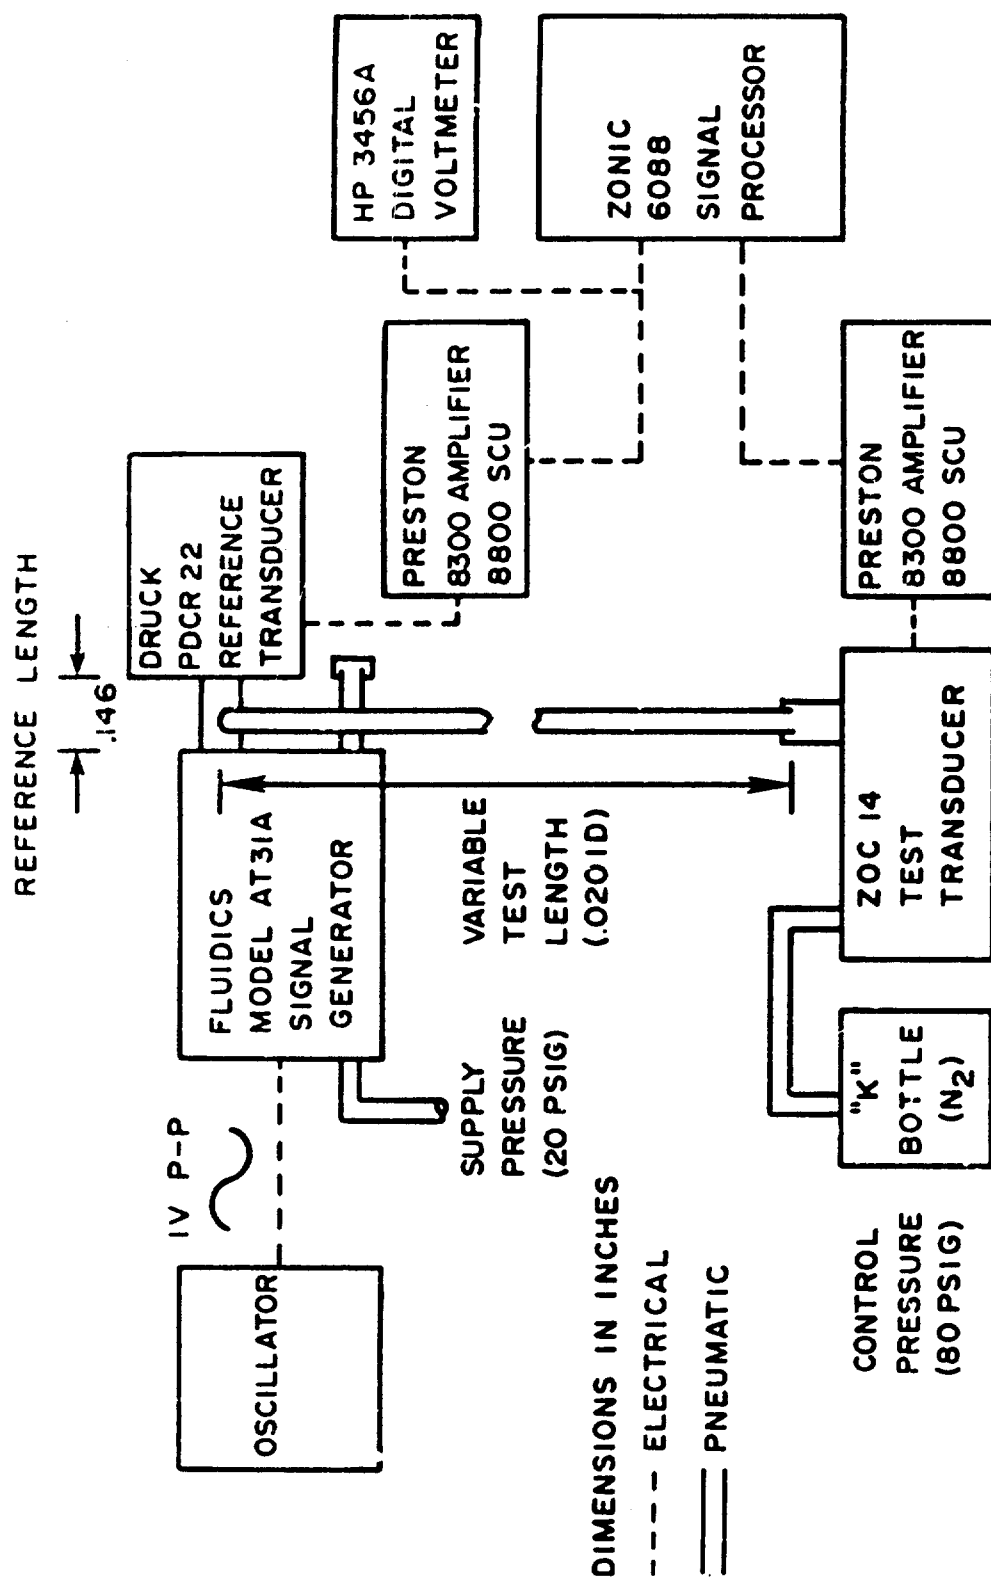 REFERENCE LENGTH
.146
DRUCK
PDCR 22
REFERENCE
TRANSDUCER
HP 3456A
DIGITAL
VOLTMETER
1V P-P
OSCILLATOR
FLUIDICS
MODEL AT31A
SIGNAL
GENERATOR
PRESTON
8300 AMPLIFIER
8800 SCU
ZONIC
6088
SIGNAL
PROCESSOR
SUPPLY
PRESSURE
(20 PSIG)
VARIABLE
TEST
LENGTH
(.020ID)
DIMENSIONS IN INCHES
ELECTRICAL
PNEUMATIC
CONTROL
PRESSURE
(80 PSIG)
"K"
BOTTLE
(N₂)
ZOC 14
TEST
TRANSDUCER
PRESTON
8300 AMPLIFIER
8800 SCU